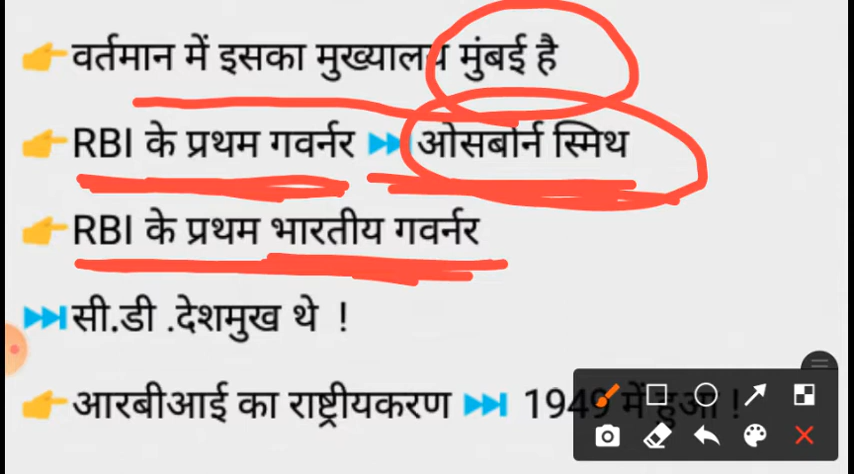 वर्तमान में इसका मुख्यालय मुंबई है
RBI के प्रथम गवर्नर ओसबोर्न स्मिथ
RBI के प्रथम भारतीय गवर्नर
सी.डी .देशमुख थे !
आरबीआई का राष्ट्रीयकरण 1949 में हुआ !